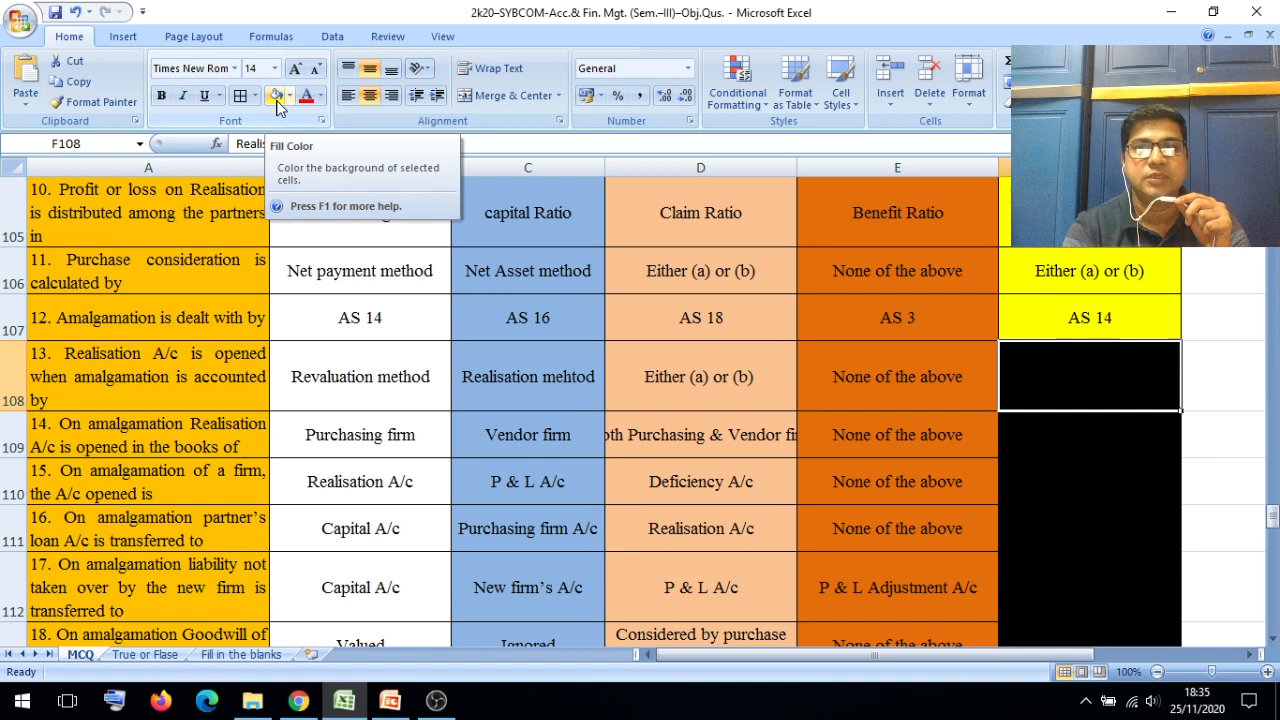 2k20–SYBCOM-Acc.& Fin. Mgt. (Sem.–III)–Obj.Qus. - Microsoft Excel
Home Insert Page Layout Formulas Data Review View
Paste
Cut
Copy
Format Painter
Clipboard
Times New Rom 14
B I U
Font
Wrap Text
Merge & Center
Alignment
General
% ,
Number
Conditional Formatting
Format as Table
Cell Styles
Styles
Insert Delete Format
Cells
F108
Realis
Fill Color
Color the background of selected
cells.
Press F1 for more help.
A C D E
105
10. Profit or loss on Realisation
is distributed among the partners
in
capital Ratio
Claim Ratio
Benefit Ratio
106
11. Purchase consideration is
calculated by
Net payment method
Net Asset method
Either (a) or (b)
None of the above
Either (a) or (b)
107
12. Amalgamation is dealt with by
AS 14
AS 16
AS 18
AS 3
AS 14
108
13. Realisation A/c is opened
when amalgamation is accounted
by
Revaluation method
Realisation mehtod
Either (a) or (b)
None of the above
109
14. On amalgamation Realisation
A/c is opened in the books of
Purchasing firm
Vendor firm
oth Purchasing & Vendor fir
None of the above
110
15. On amalgamation of a firm,
the A/c opened is
Realisation A/c
P & L A/c
Deficiency A/c
None of the above
111
16. On amalgamation partner’s
loan A/c is transferred to
Capital A/c
Purchasing firm A/c
Realisation A/c
None of the above
112
17. On amalgamation liability not
taken over by the new firm is
transferred to
Capital A/c
New firm’s A/c
P & L A/c
P & L Adjustment A/c
18. On amalgamation Goodwill of
Valued
Ignored
Considered by purchase
None of the above
MCQ True or Flase Fill in the blanks
Ready
100%
18:35
25/11/2020